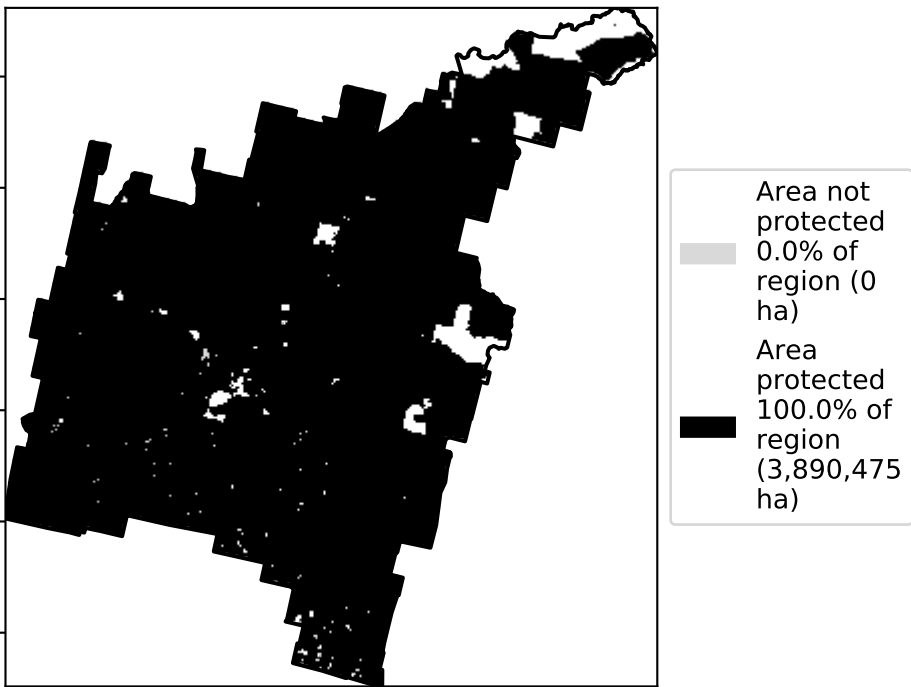 Area not
protected
0.0% of
region (0
ha)
Area
protected
100.0% of
region
(3,890,475
ha)